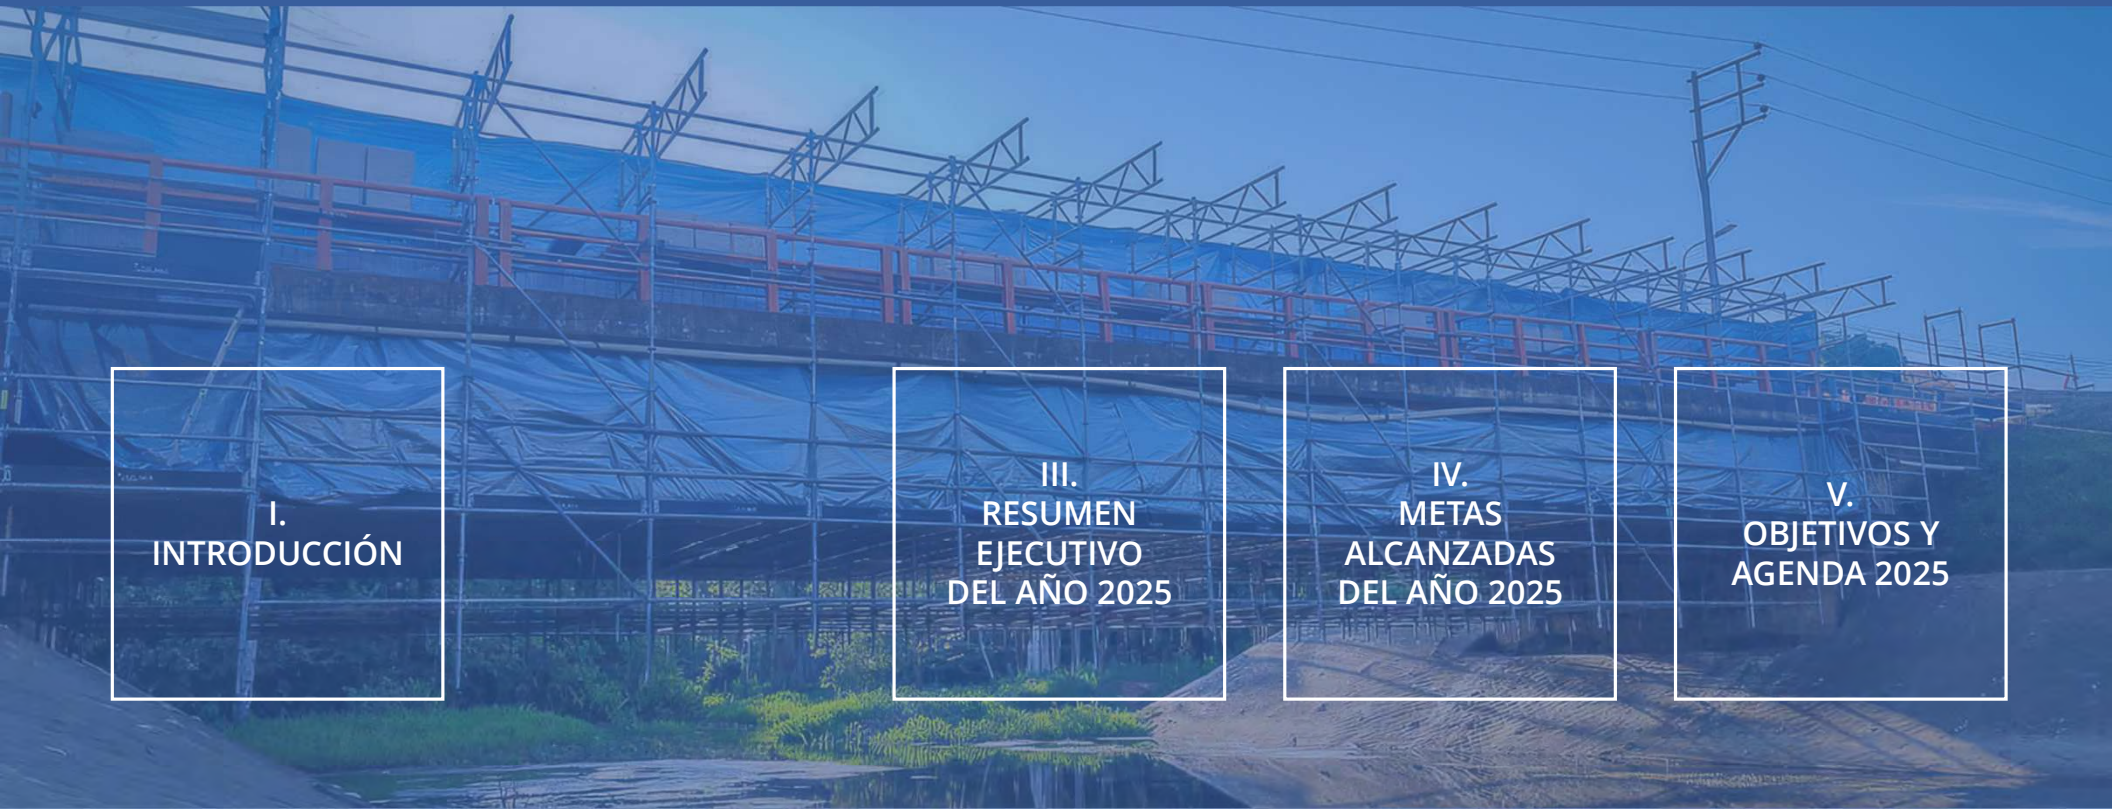 I.
INTRODUCCIÓN
III.
RESUMEN
EJECUTIVO
DEL AÑO 2025
IV.
METAS
ALCANZADAS
DEL AÑO 2025
V.
OBJETIVOS Y
AGENDA 2025